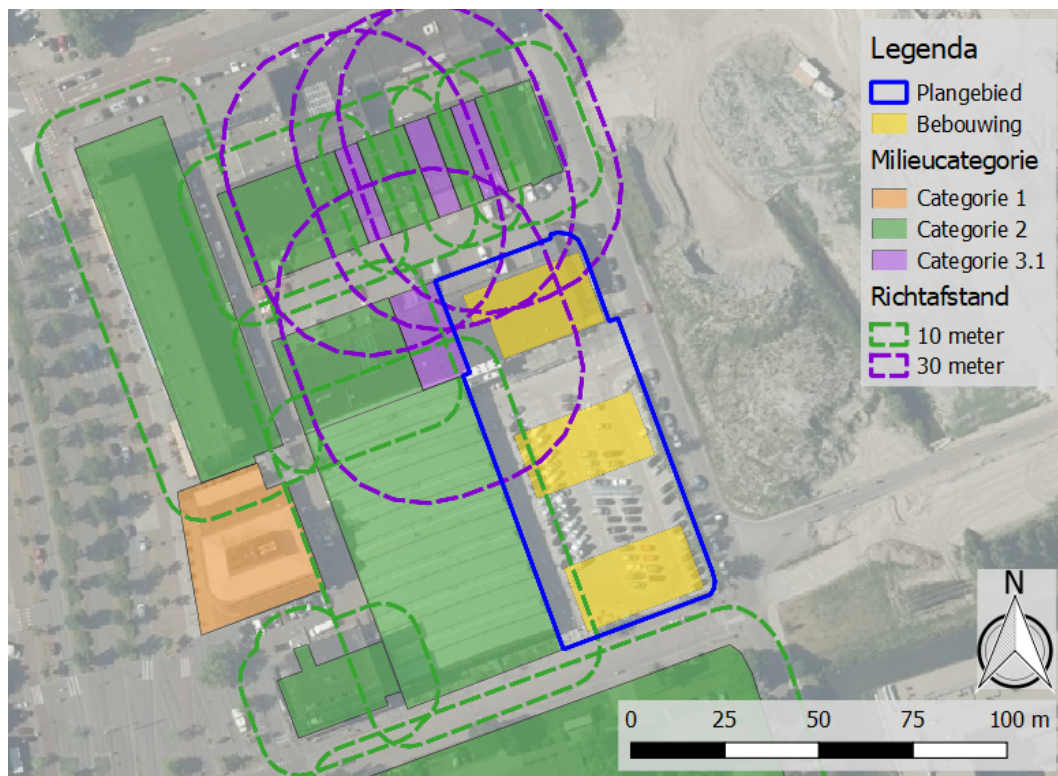 Legenda
Plangebied
Bebouwing
Milieucategorie
Categorie 1
Categorie 2
Categorie 3.1
Richtafstand
10 meter
30 meter
N
0 25 50 75 100 m